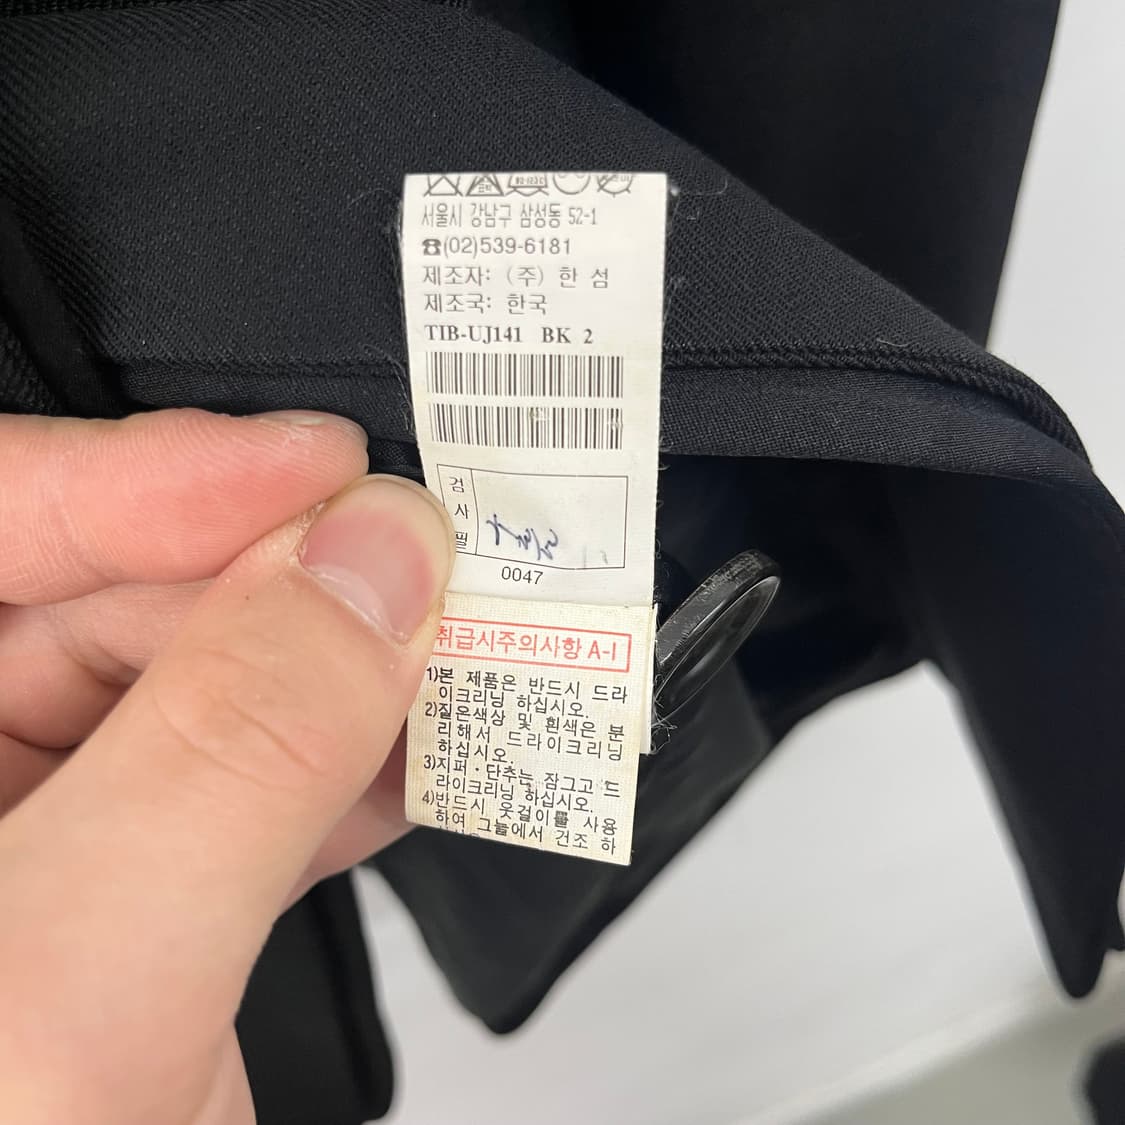 서울시 강남구 삼성동 52-1
☎(02)539-6181
제조자: (주) 한 섬
제조국: 한국
TIB-UJ141 BK 2
검
사
필
0047
취급시주의사항 A-1
1)본 제품은 반드시 드라
이크리닝 하십시오.
2)짙은색상 및 흰색은 분
리해서 드라이크리닝
하십시오.
3)지퍼·단추는 잠그고 드
라이크리닝 하십시오.
4)반드시 옷걸이를 사용
하여 그늘에서 건조 하